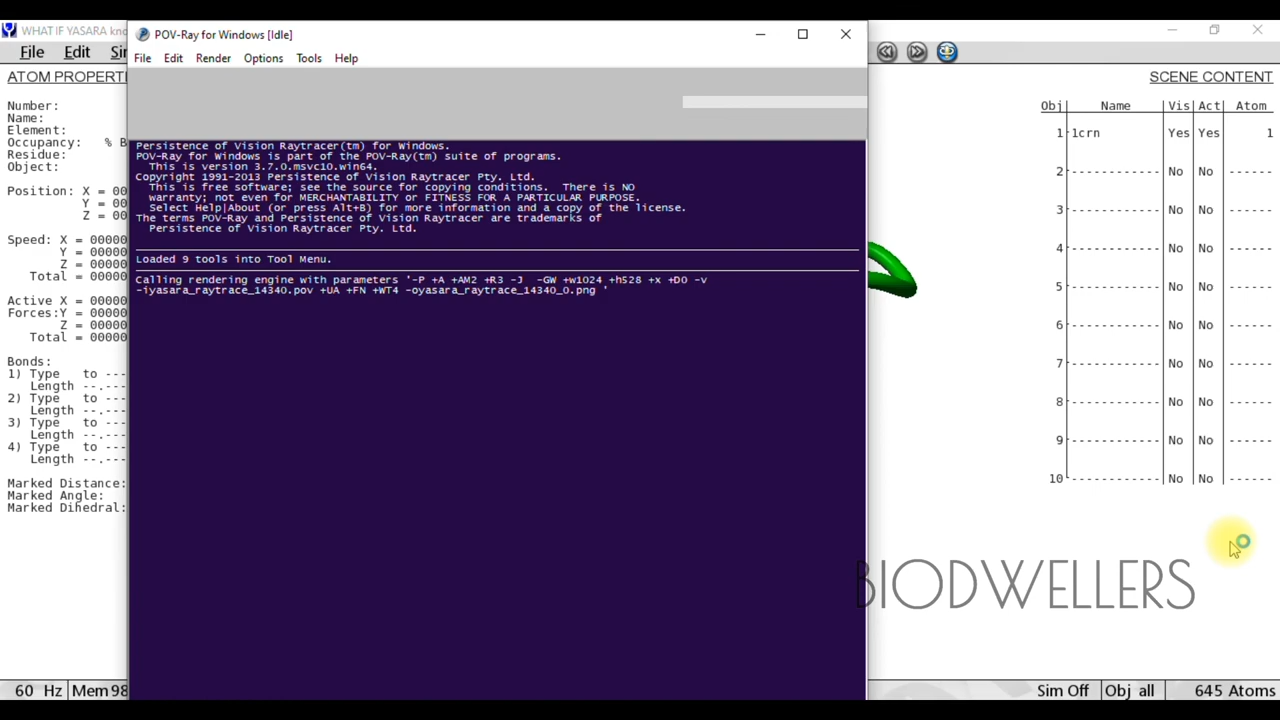 WHAT IF YASARA kno
POV-Ray for Windows [Idle]
File Edit Sir
File Edit Render Options Tools Help
ATOM PROPERTI
SCENE CONTENT
Number:
Name:
Element:
Occupancy: % B
Residue:
Object:
Position: X = 00
Y = 00
Z = 00
Speed: X = 00000
Y = 00000
Z = 00000
Total = 00000
Active X = 00000
Forces:Y = 00000
Z = 00000
Total = 00000
Bonds:
1) Type to ---
Length --.---
2) Type to ---
Length --.---
3) Type to ---
Length --.---
4) Type to ---
Length --.---
Marked Distance:
Marked Angle:
Marked Dihedral:
Persistence of Vision Raytracer(tm) for Windows.
POV-Ray for Windows is part of the POV-Ray(tm) suite of programs.
This is version 3.7.0.msvc10.win64.
Copyright 1991-2013 Persistence of Vision Raytracer Pty. Ltd.
This is free software; see the source for copying conditions. There is NO
warranty; not even for MERCHANTABILITY or FITNESS FOR A PARTICULAR PURPOSE.
Select Help|About (or press Alt+B) for more information and a copy of the license.
The terms POV-Ray and Persistence of Vision Raytracer are trademarks of
Persistence of Vision Raytracer Pty. Ltd.
Loaded 9 tools into Tool Menu.
Calling rendering engine with parameters '-P +A +AM2 +R3 -J -GW +w1024 +h528 +x +D0 -v
-iyasara_raytrace_14340.pov +UA +FN +WT4 -oyasara_raytrace_14340_0.png '
Obj Name Vis Act Atom
1 1crn Yes Yes 1
2 ------------ No No ------
3 ------------ No No ------
4 ------------ No No ------
5 ------------ No No ------
6 ------------ No No ------
7 ------------ No No ------
8 ------------ No No ------
9 ------------ No No ------
10 ------------ No No ------
BIODWELLERS
60 Hz Mem 98
Sim Off Obj all 645 Atoms